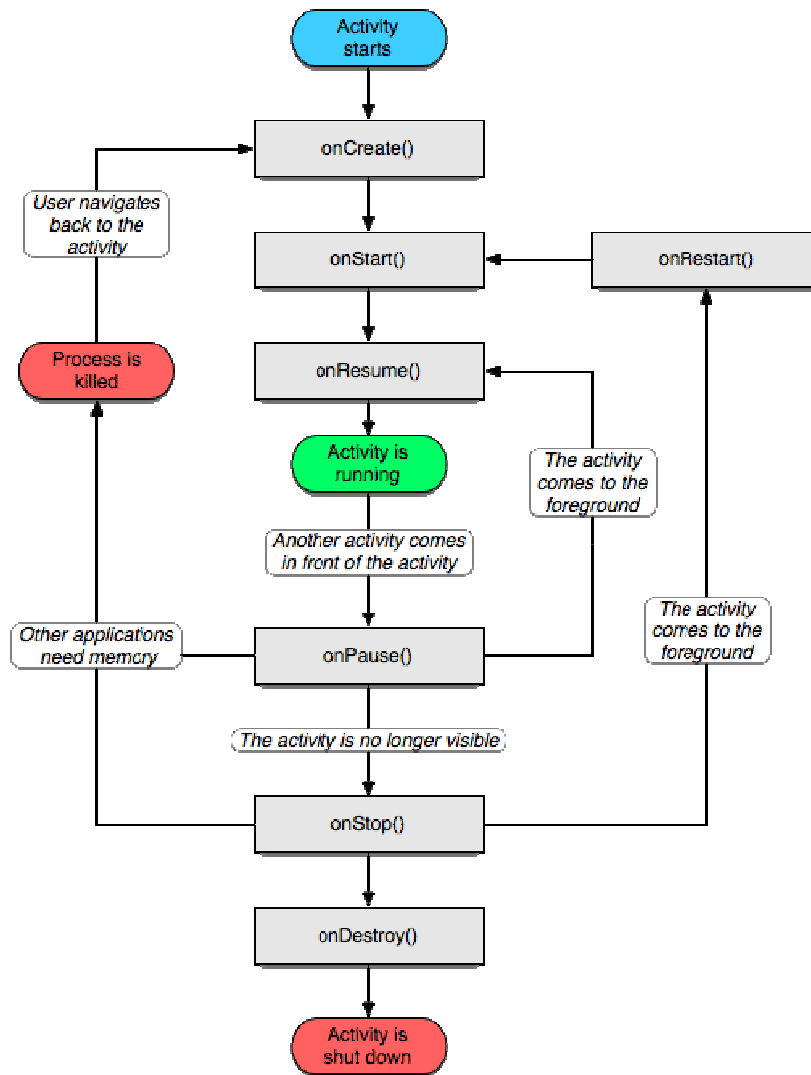 Activity
starts
onCreate()
User navigates
back to the
activity
onStart()
onRestart()
Process is
killed
onResume()
Activity is
running
The activity
comes to the
foreground
Another activity comes
in front of the activity
The activity
comes to the
foreground
Other applications
need memory
onPause()
The activity is no longer visible
onStop()
onDestroy()
Activity is
shut down